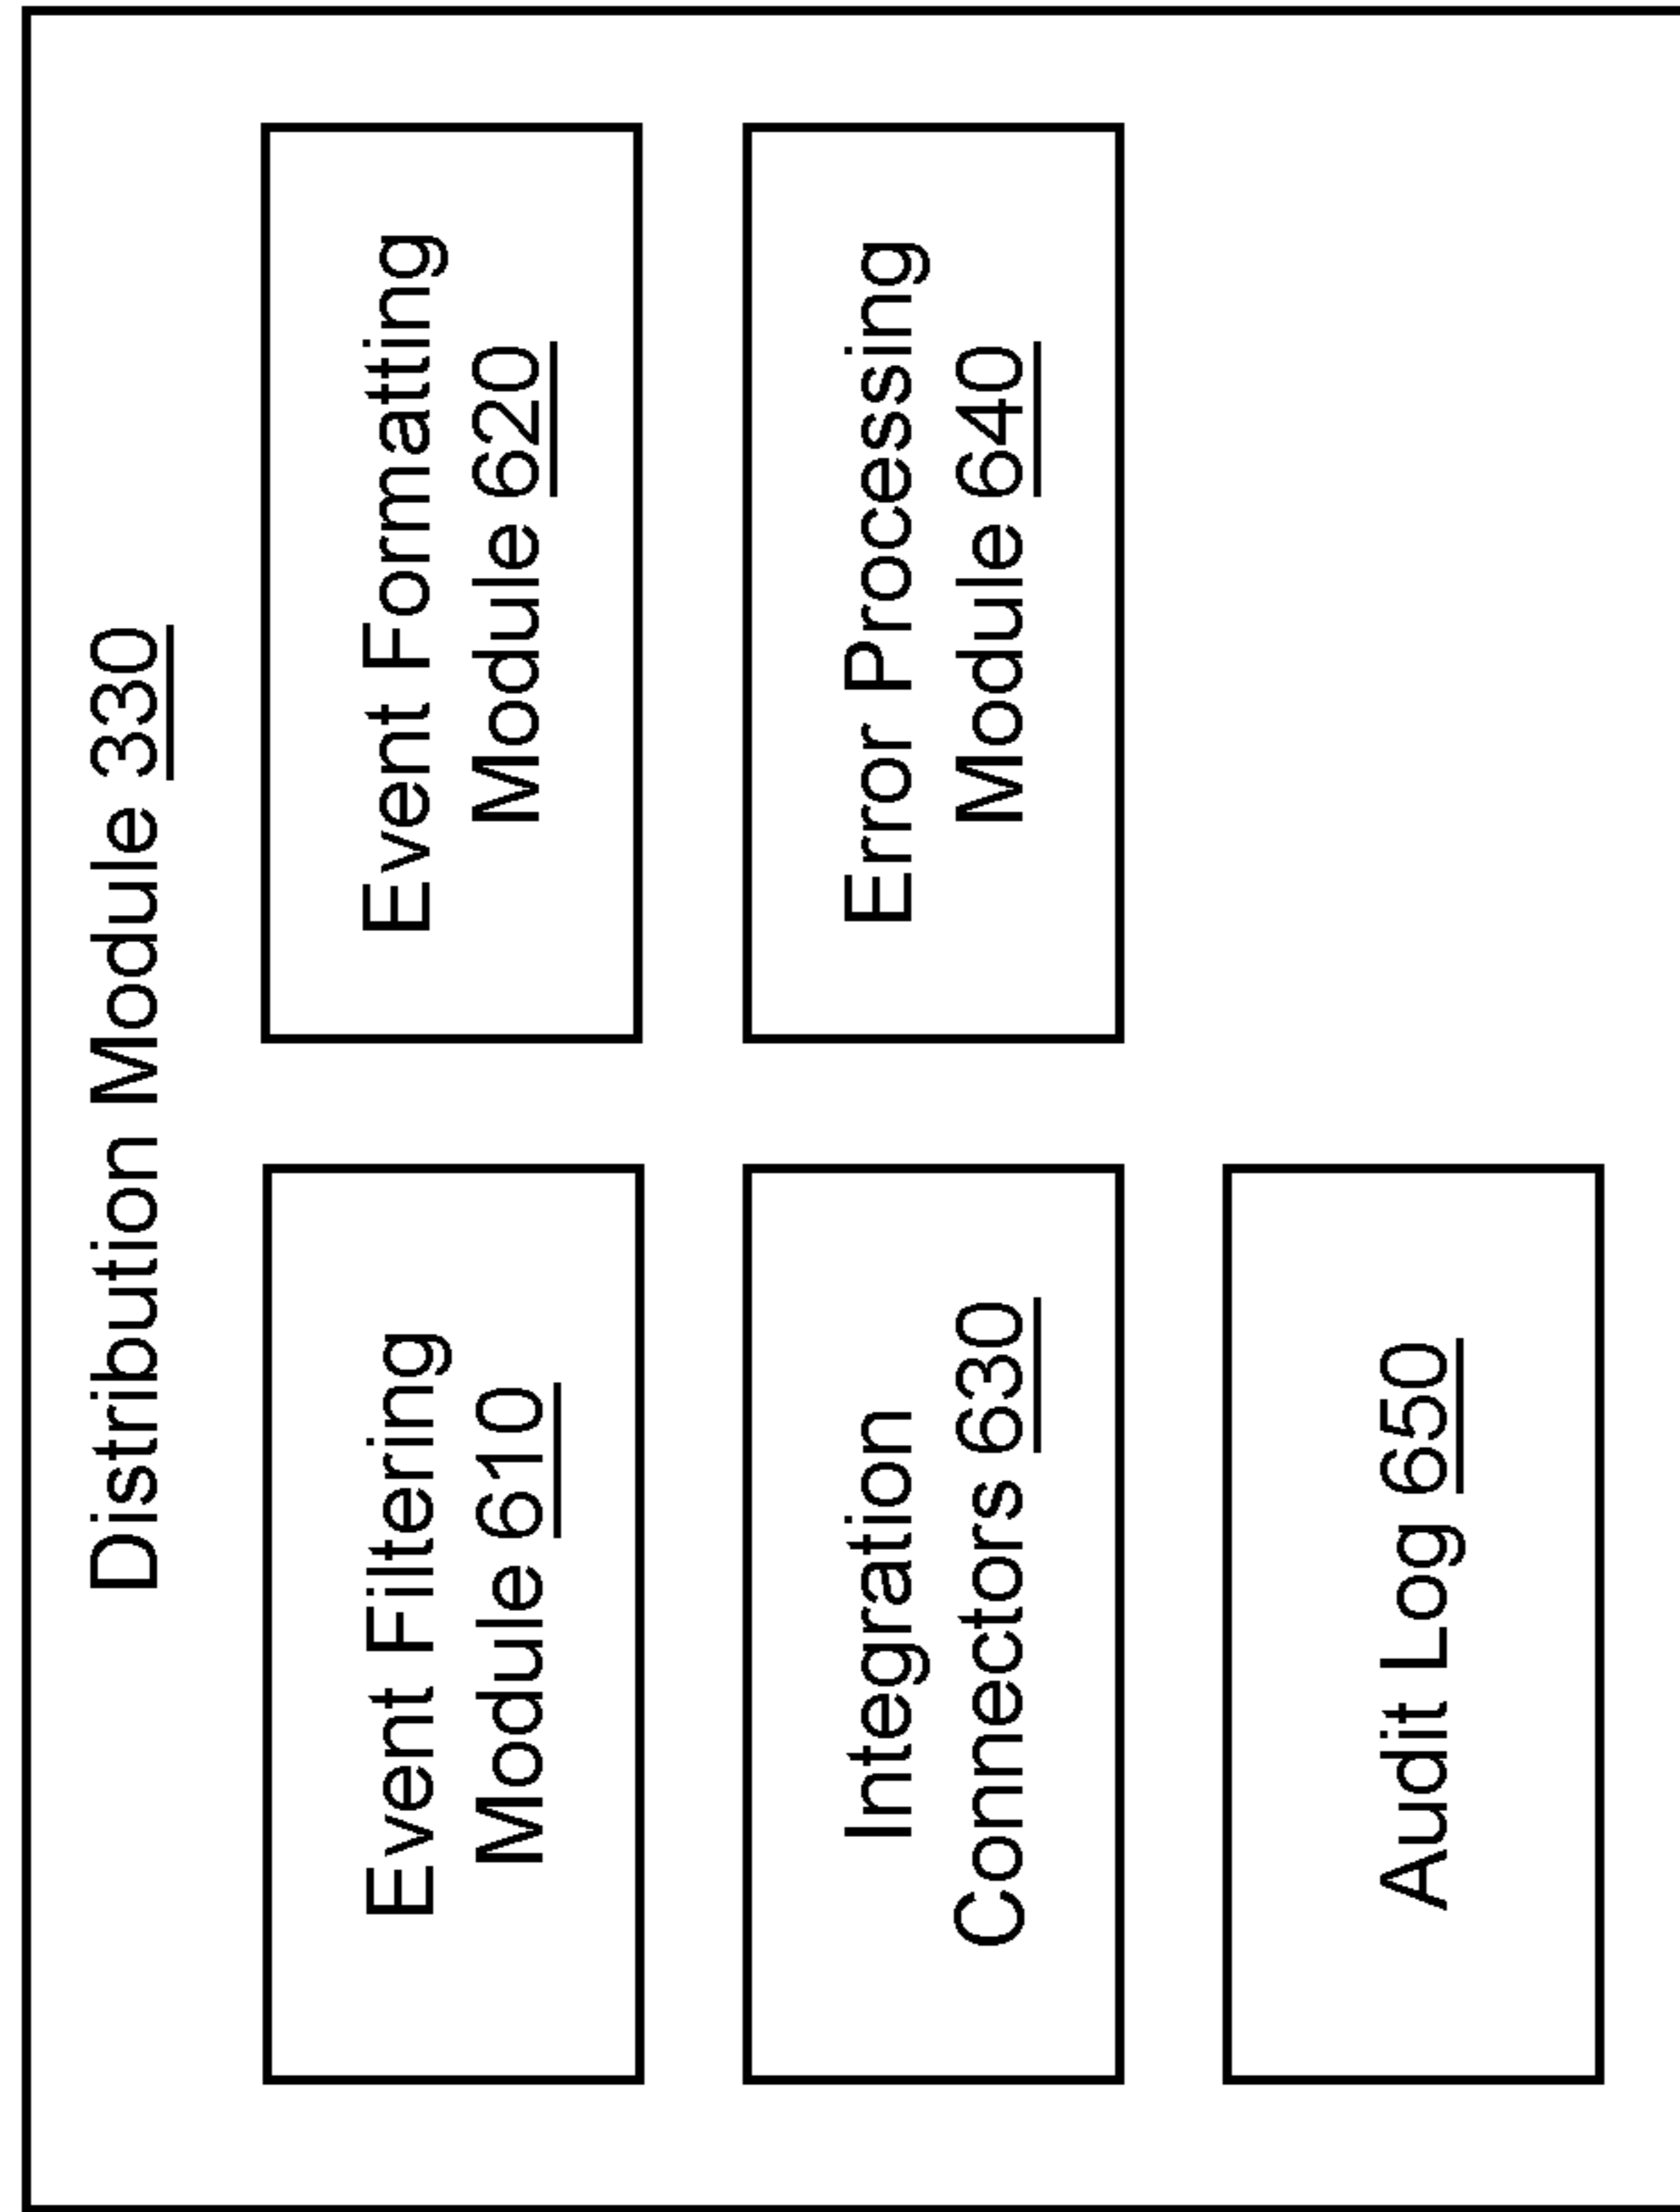 Distribution Module 330
Event Filtering
Module 610
Event Formatting
Module 620
Integration
Connectors 630
Error Processing
Module 640
Audit Log 650